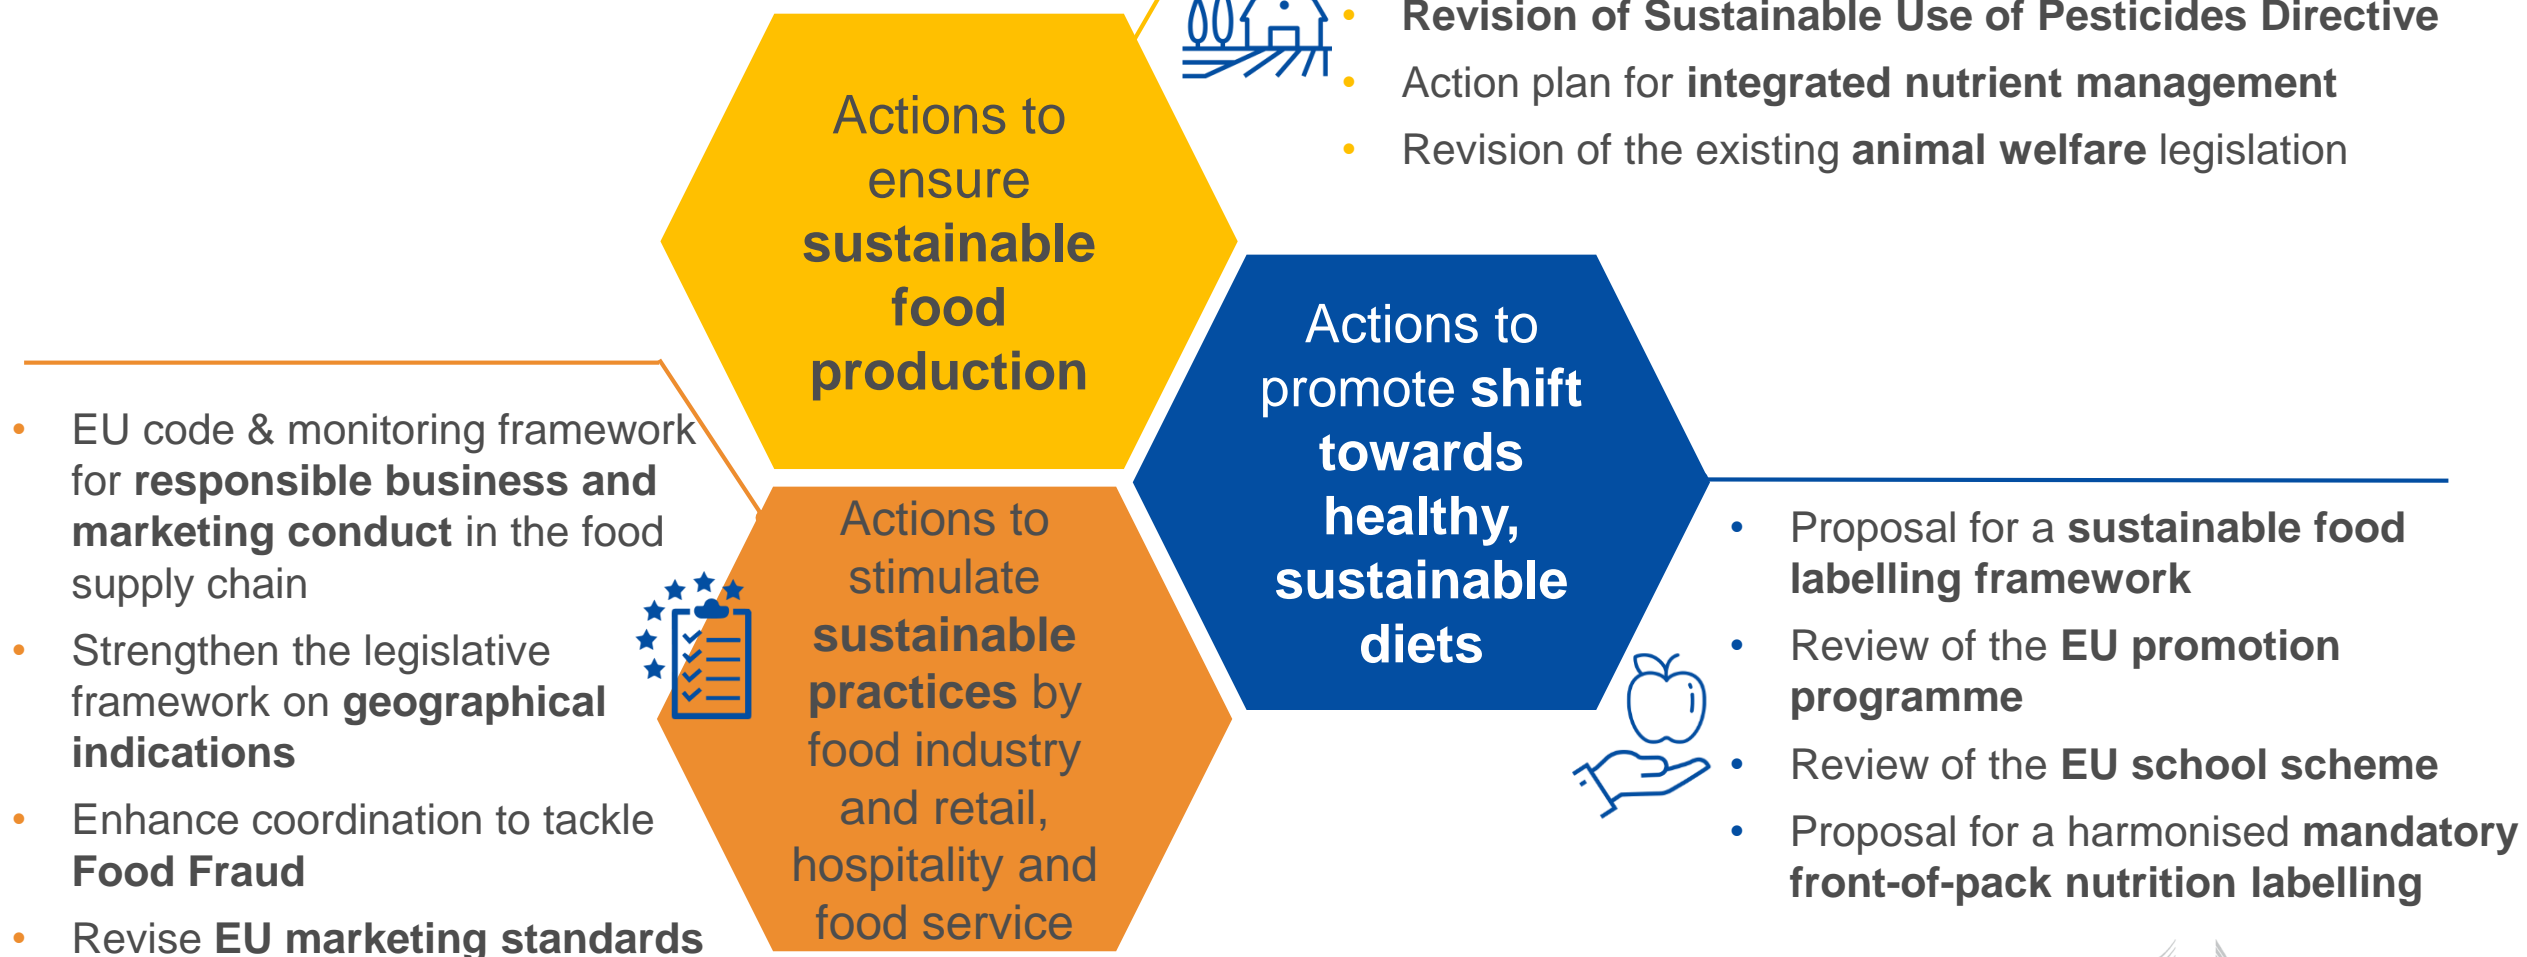 Revision of Sustainable Use of Pesticides Directive
Action plan for integrated nutrient management
Revision of the existing animal welfare legislation
Actions to
ensure
sustainable
food
production
Actions to
promote shift
towards
healthy,
sustainable
diets
EU code & monitoring framework
for responsible business and
marketing conduct in the food
supply chain
Strengthen the legislative
framework on geographical
indications
Enhance coordination to tackle
Food Fraud
Revise EU marketing standards
Actions to
stimulate
sustainable
practices by
food industry
and retail,
hospitality and
food service
Proposal for a sustainable food
labelling framework
Review of the EU promotion
programme
Review of the EU school scheme
Proposal for a harmonised mandatory
front-of-pack nutrition labelling